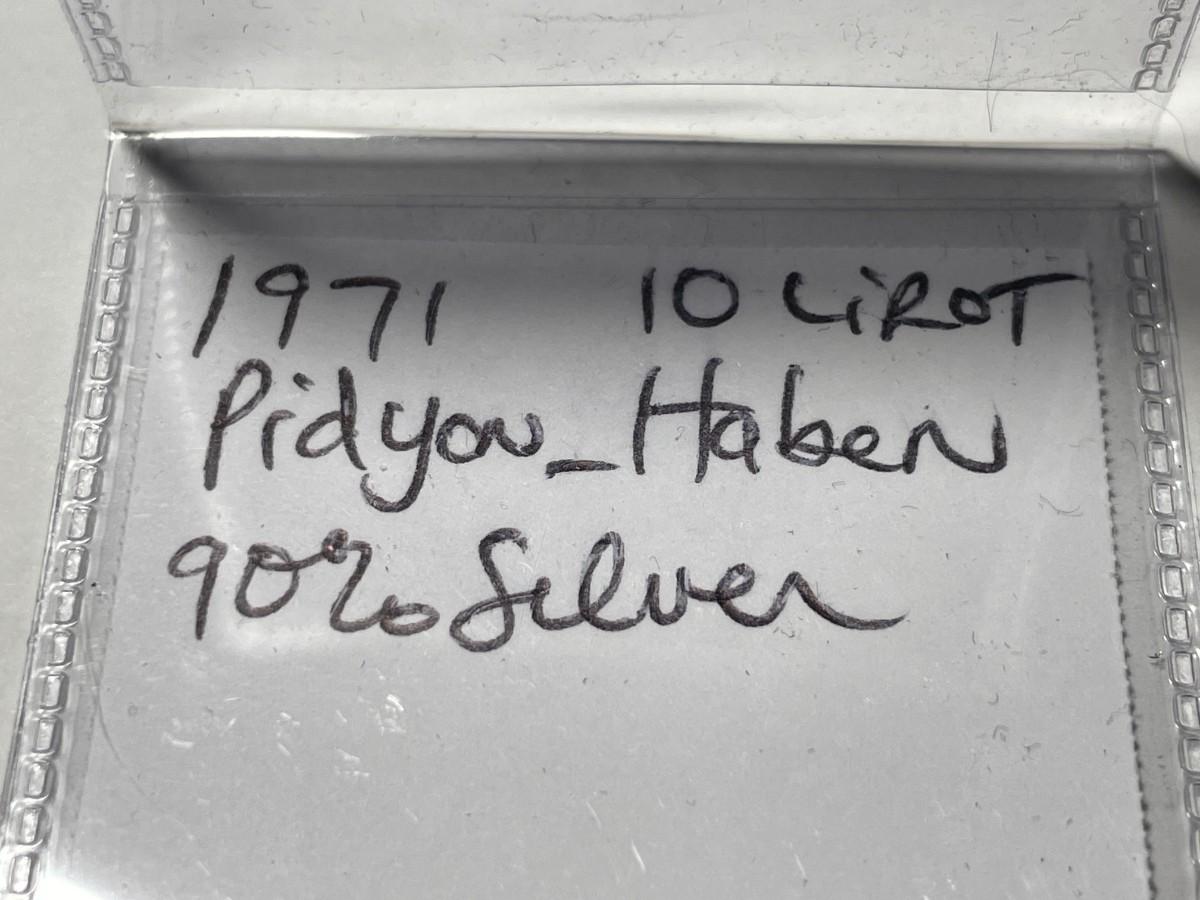 1971 10 LiROT
Pidyon_Haben
90% Silver